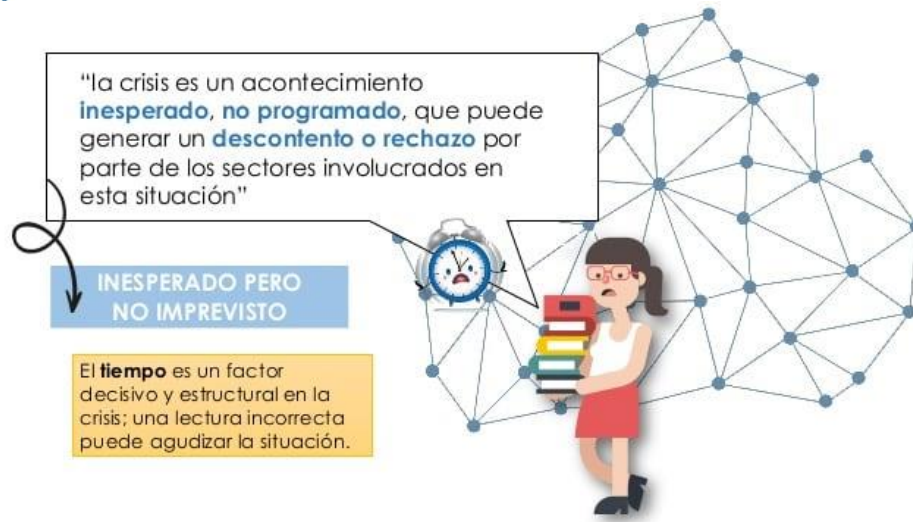 “la crisis es un acontecimiento
inesperado, no programado, que puede
generar un descontento o rechazo por
parte de los sectores involucrados en
esta situación”
INESPERADO PERO
NO IMPREVISTO
El tiempo es un factor
decisivo y estructural en la
crisis; una lectura incorrecta
puede agudizar la situación.